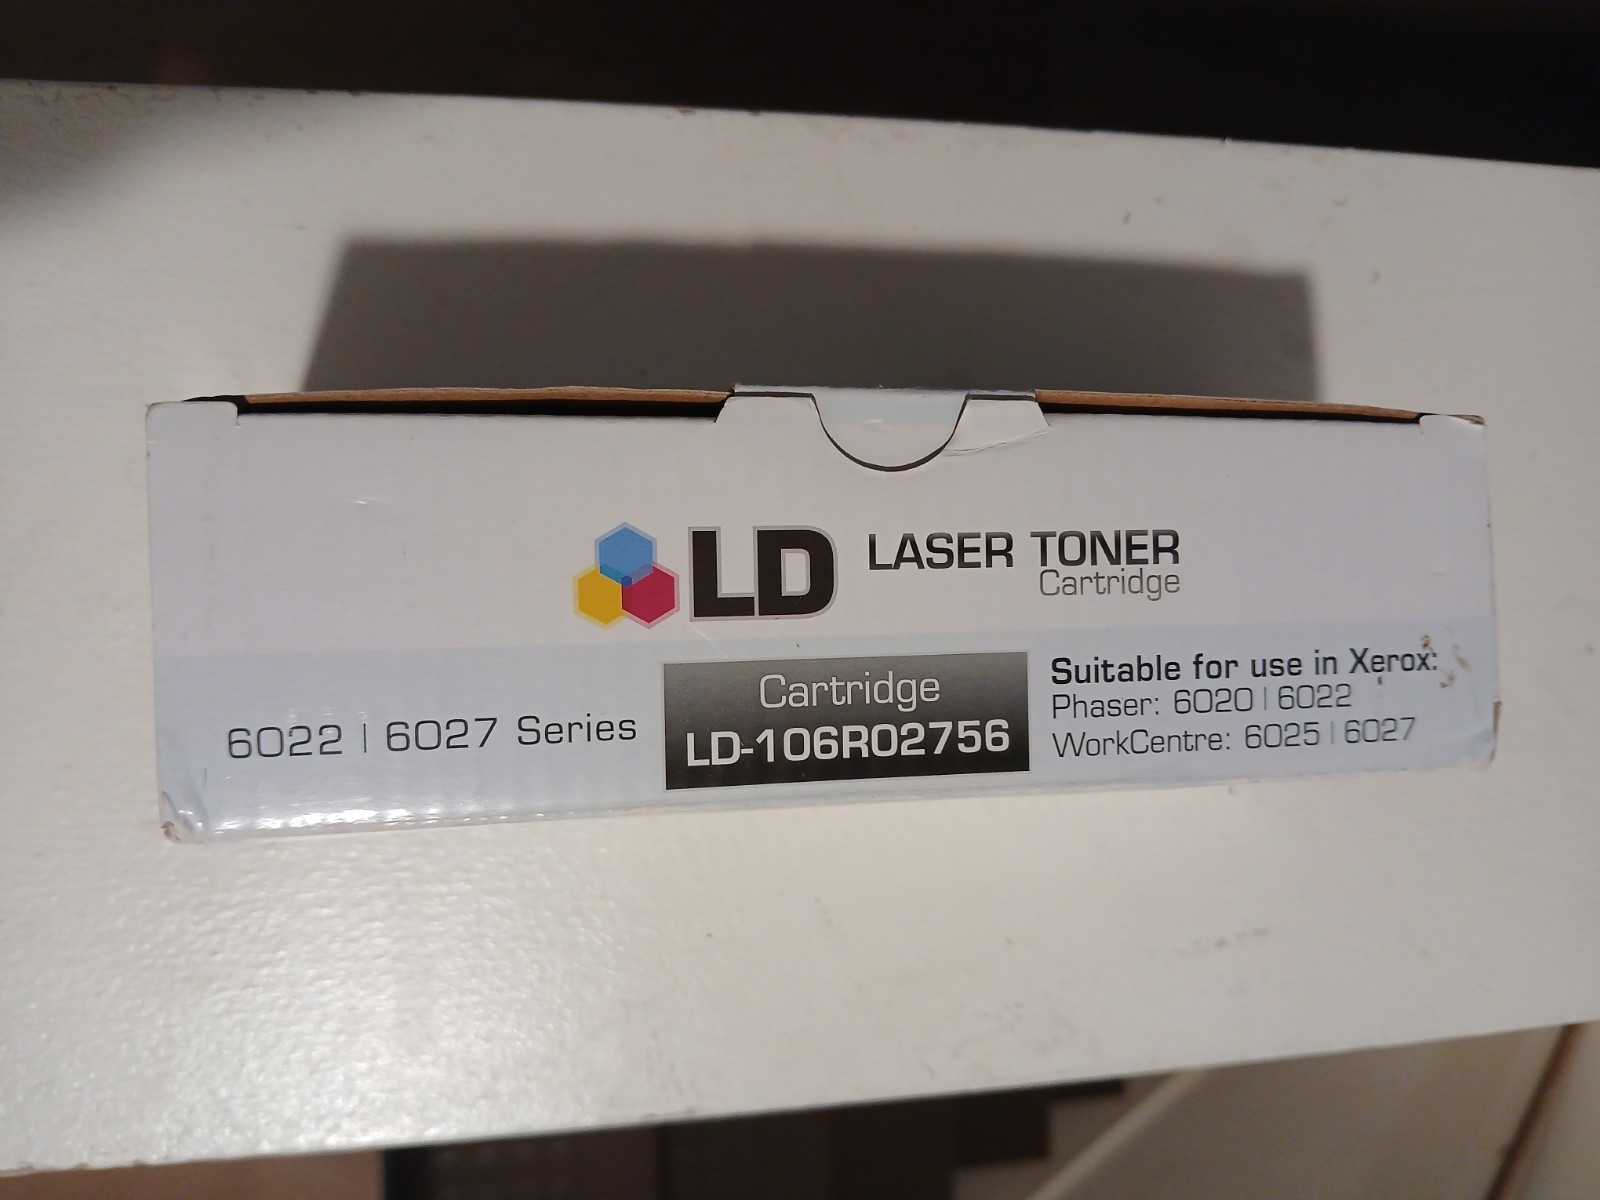 LD LASER TONER
Cartridge
6022 | 6027 Series
Cartridge
LD-106R02756
Suitable for use in Xerox:
Phaser: 6020 | 6022
WorkCentre: 6025 | 6027